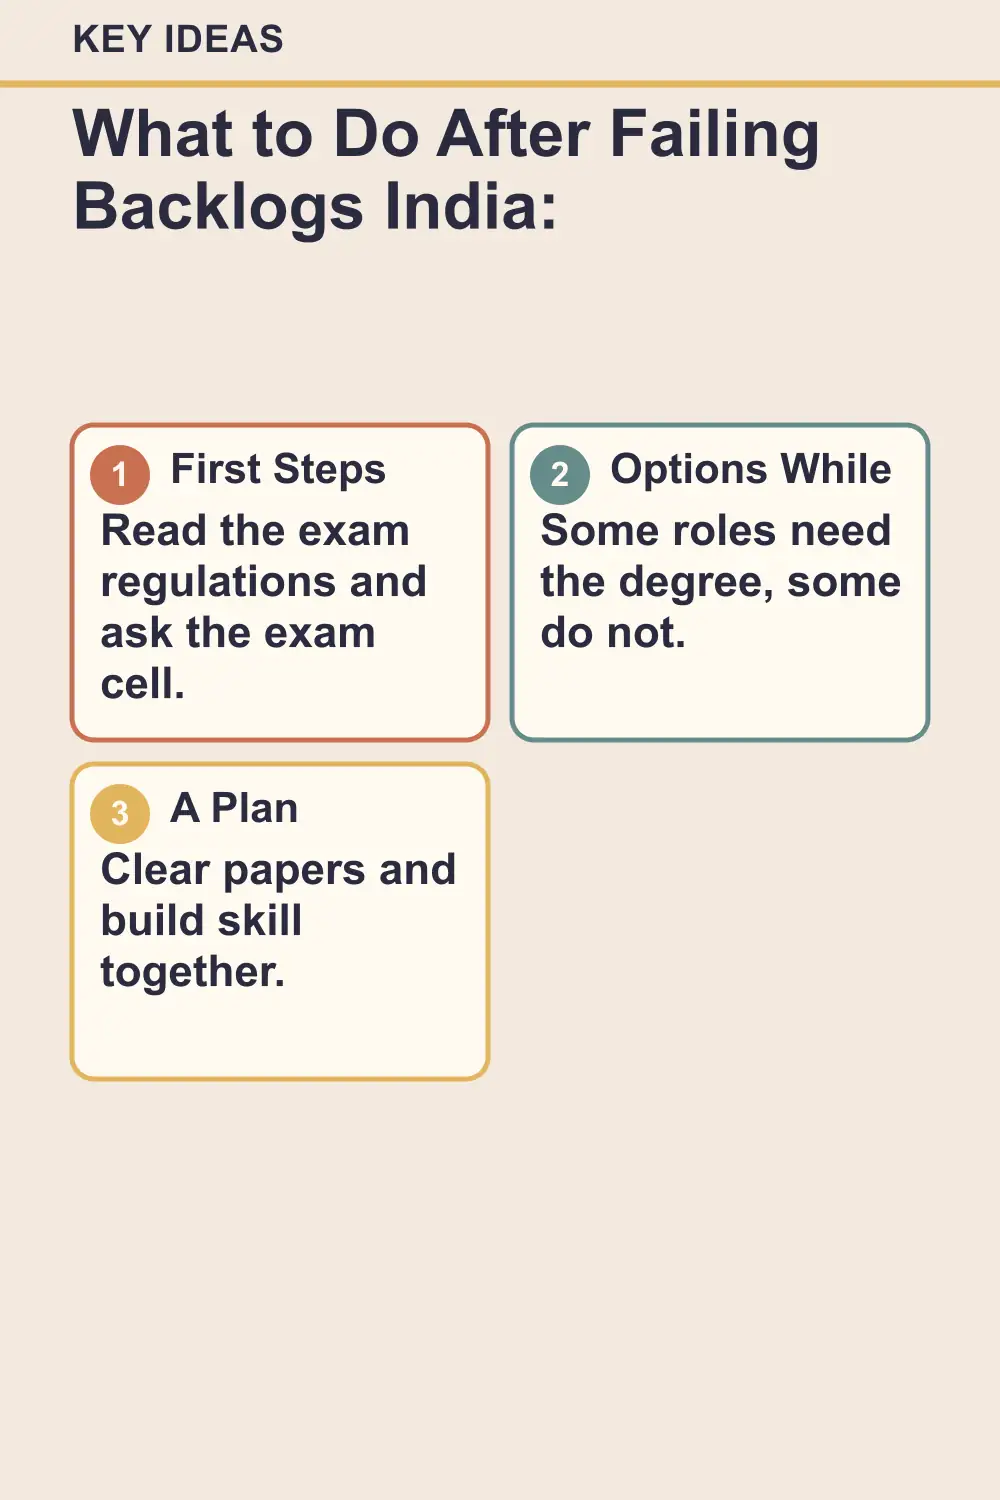 KEY IDEAS
What to Do After Failing
Backlogs India:
1 First Steps
Read the exam
regulations and
ask the exam
cell.
2 Options While
Some roles need
the degree, some
do not.
3 A Plan
Clear papers and
build skill
together.